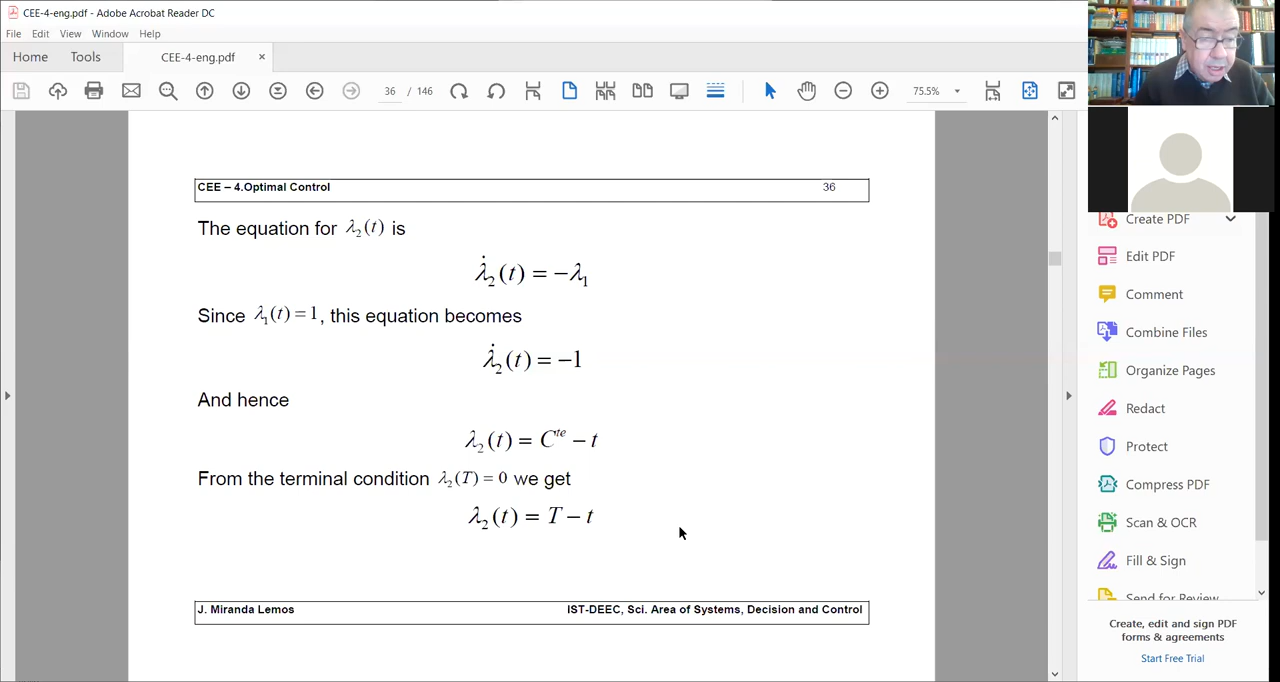 CEE-4-eng.pdf - Adobe Acrobat Reader DC
File Edit View Window Help
Home Tools CEE-4-eng.pdf ×
36 / 146 75.5%
CEE – 4.Optimal Control 36
The equation for λ₂(t) is
λ̇₂(t) = −λ₁
Since λ₁(t) = 1, this equation becomes
λ̇₂(t) = −1
And hence
λ₂(t) = Cᵗᵉ − t
From the terminal condition λ₂(T) = 0 we get
λ₂(t) = T − t
J. Miranda Lemos IST-DEEC, Sci. Area of Systems, Decision and Control
Create PDF
Edit PDF
Comment
Combine Files
Organize Pages
Redact
Protect
Compress PDF
Scan & OCR
Fill & Sign
Send for Review
Create, edit and sign PDF
forms & agreements
Start Free Trial